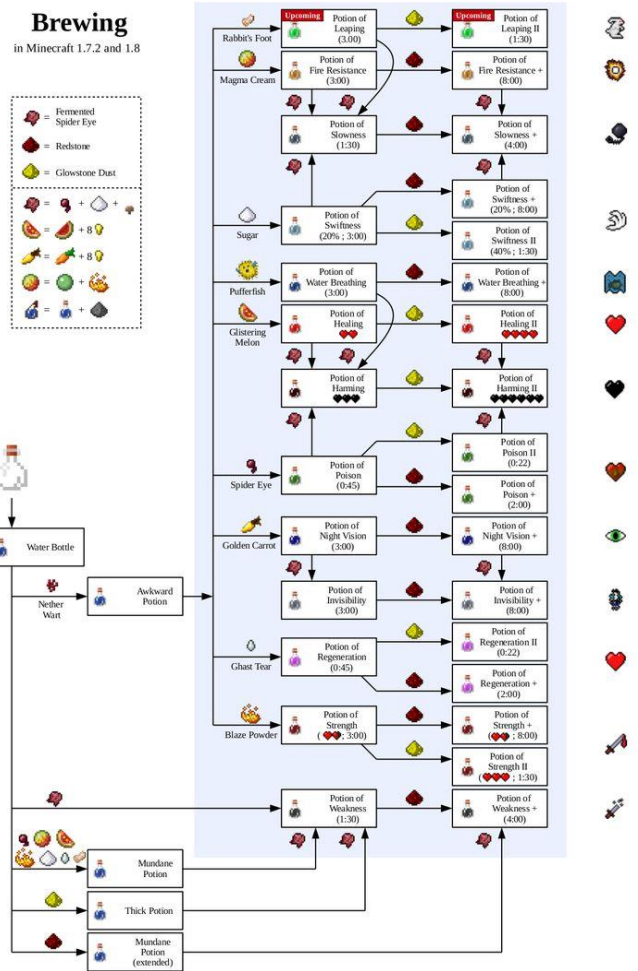 Brewing
in Minecraft 1.7.2 and 1.8
= Fermented
Spider Eye
= Redstone
= Glowstone Dust
= + +
= + 8
= + 8
= +
= +
Water Bottle
Nether
Wart
Awkward
Potion
Rabbit's Foot
Upcoming
Potion of
Leaping
(3.00)
Upcoming
Potion of
Leaping II
(1:30)
Magma Cream
Potion of
Fire Resistance
(3:00)
Potion of
Fire Resistance +
(8:00)
Potion of
Slowness
(1:30)
Potion of
Slowness +
(4:00)
Sugar
Potion of
Swiftness
(20% ; 3:00)
Potion of
Swiftness +
(20% ; 8:00)
Potion of
Swiftness II
(40% ; 1:30)
Pufferfish
Potion of
Water Breathing
(3:00)
Potion of
Water Breathing +
(8:00)
Glistering
Melon
Potion of
Healing
Potion of
Healing II
Potion of
Harming
Potion of
Harming II
Spider Eye
Potion of
Poison
(0:45)
Potion of
Poison II
(0:22)
Potion of
Poison +
(2:00)
Golden Carrot
Potion of
Night Vision
(3:00)
Potion of
Night Vision +
(8:00)
Potion of
Invisibility
(3:00)
Potion of
Invisibility +
(8:00)
Ghast Tear
Potion of
Regeneration
(0:45)
Potion of
Regeneration II
(0:22)
Potion of
Regeneration +
(2:00)
Blaze Powder
Potion of
Strength
( ; 3:00)
Potion of
Strength +
( ; 8:00)
Potion of
Strength II
( ; 1:30)
Potion of
Weakness
(1:30)
Potion of
Weakness +
(4:00)
Mundane
Potion
Thick Potion
Mundane
Potion
(extended)